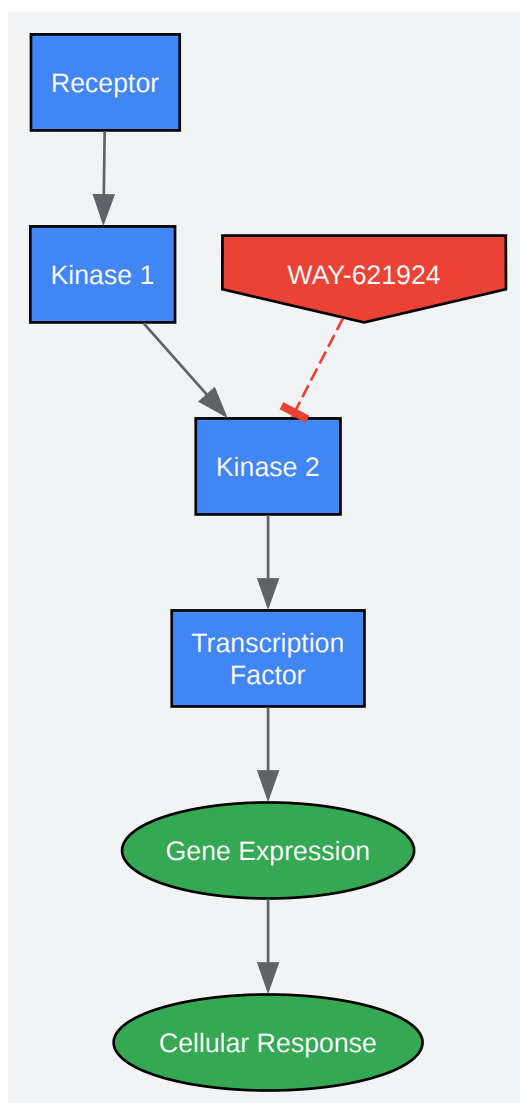 Receptor
Kinase 1
WAY-621924
Kinase 2
Transcription
Factor
Gene Expression
Cellular Response